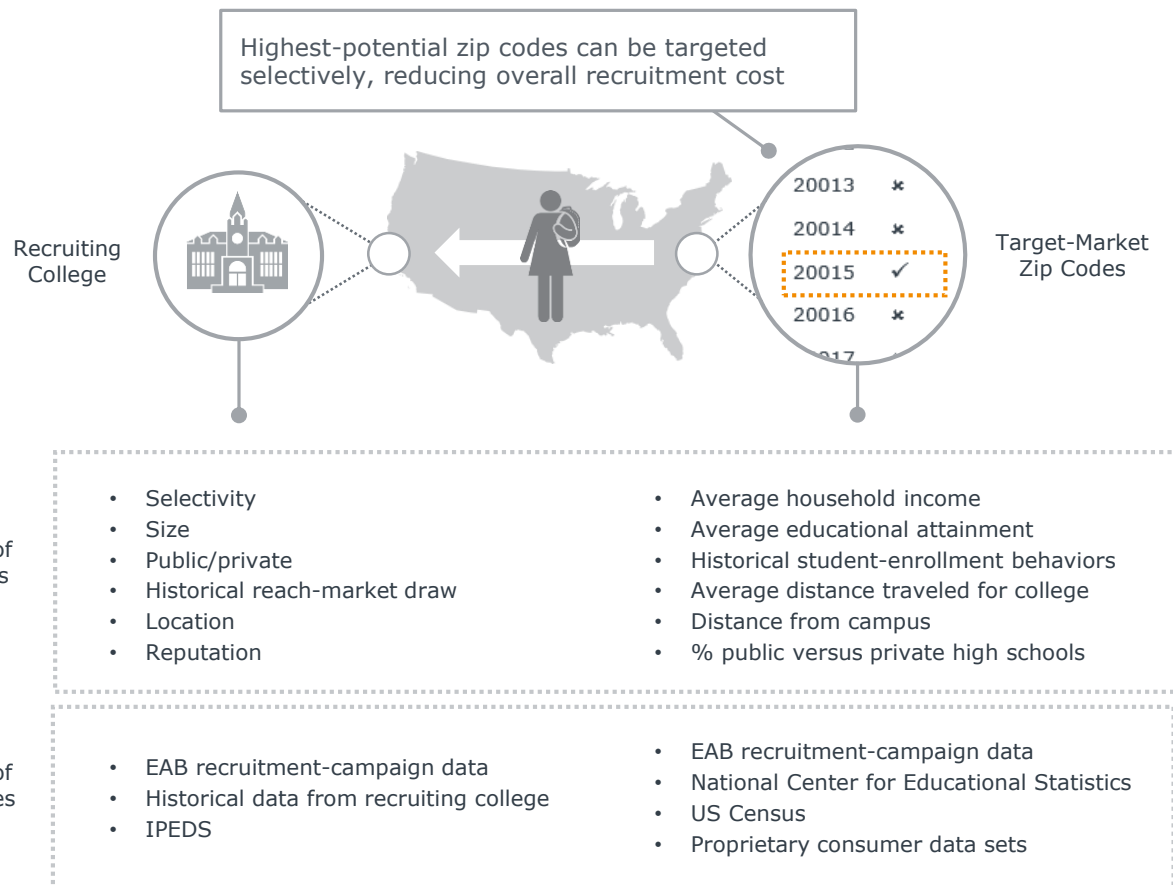 Highest-potential zip codes can be targeted
selectively, reducing overall recruitment cost
Recruiting
College
20013 ×
20014 ×
20015 ✓
20016 ×
Target-Market
Zip Codes
of
• Selectivity
• Size
• Public/private
• Historical reach-market draw
• Location
• Reputation
• Average household income
• Average educational attainment
• Historical student-enrollment behaviors
• Average distance traveled for college
• Distance from campus
• % public versus private high schools
of
• EAB recruitment-campaign data
• Historical data from recruiting college
• IPEDS
• EAB recruitment-campaign data
• National Center for Educational Statistics
• US Census
• Proprietary consumer data sets